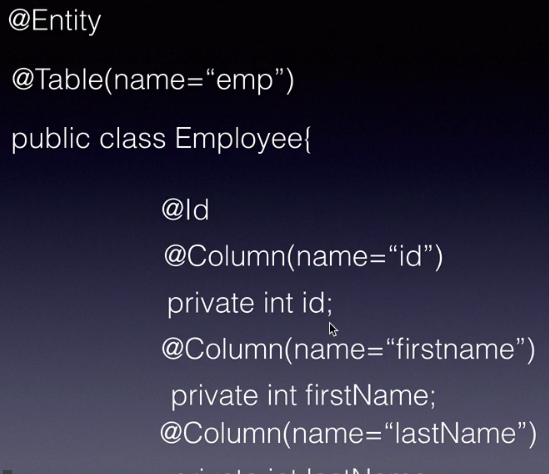 @Entity
@Table(name=“emp”)
public class Employee{
@Id
@Column(name=“id”)
private int id;
@Column(name=“firstname”)
private int firstName;
@Column(name=“lastName”)